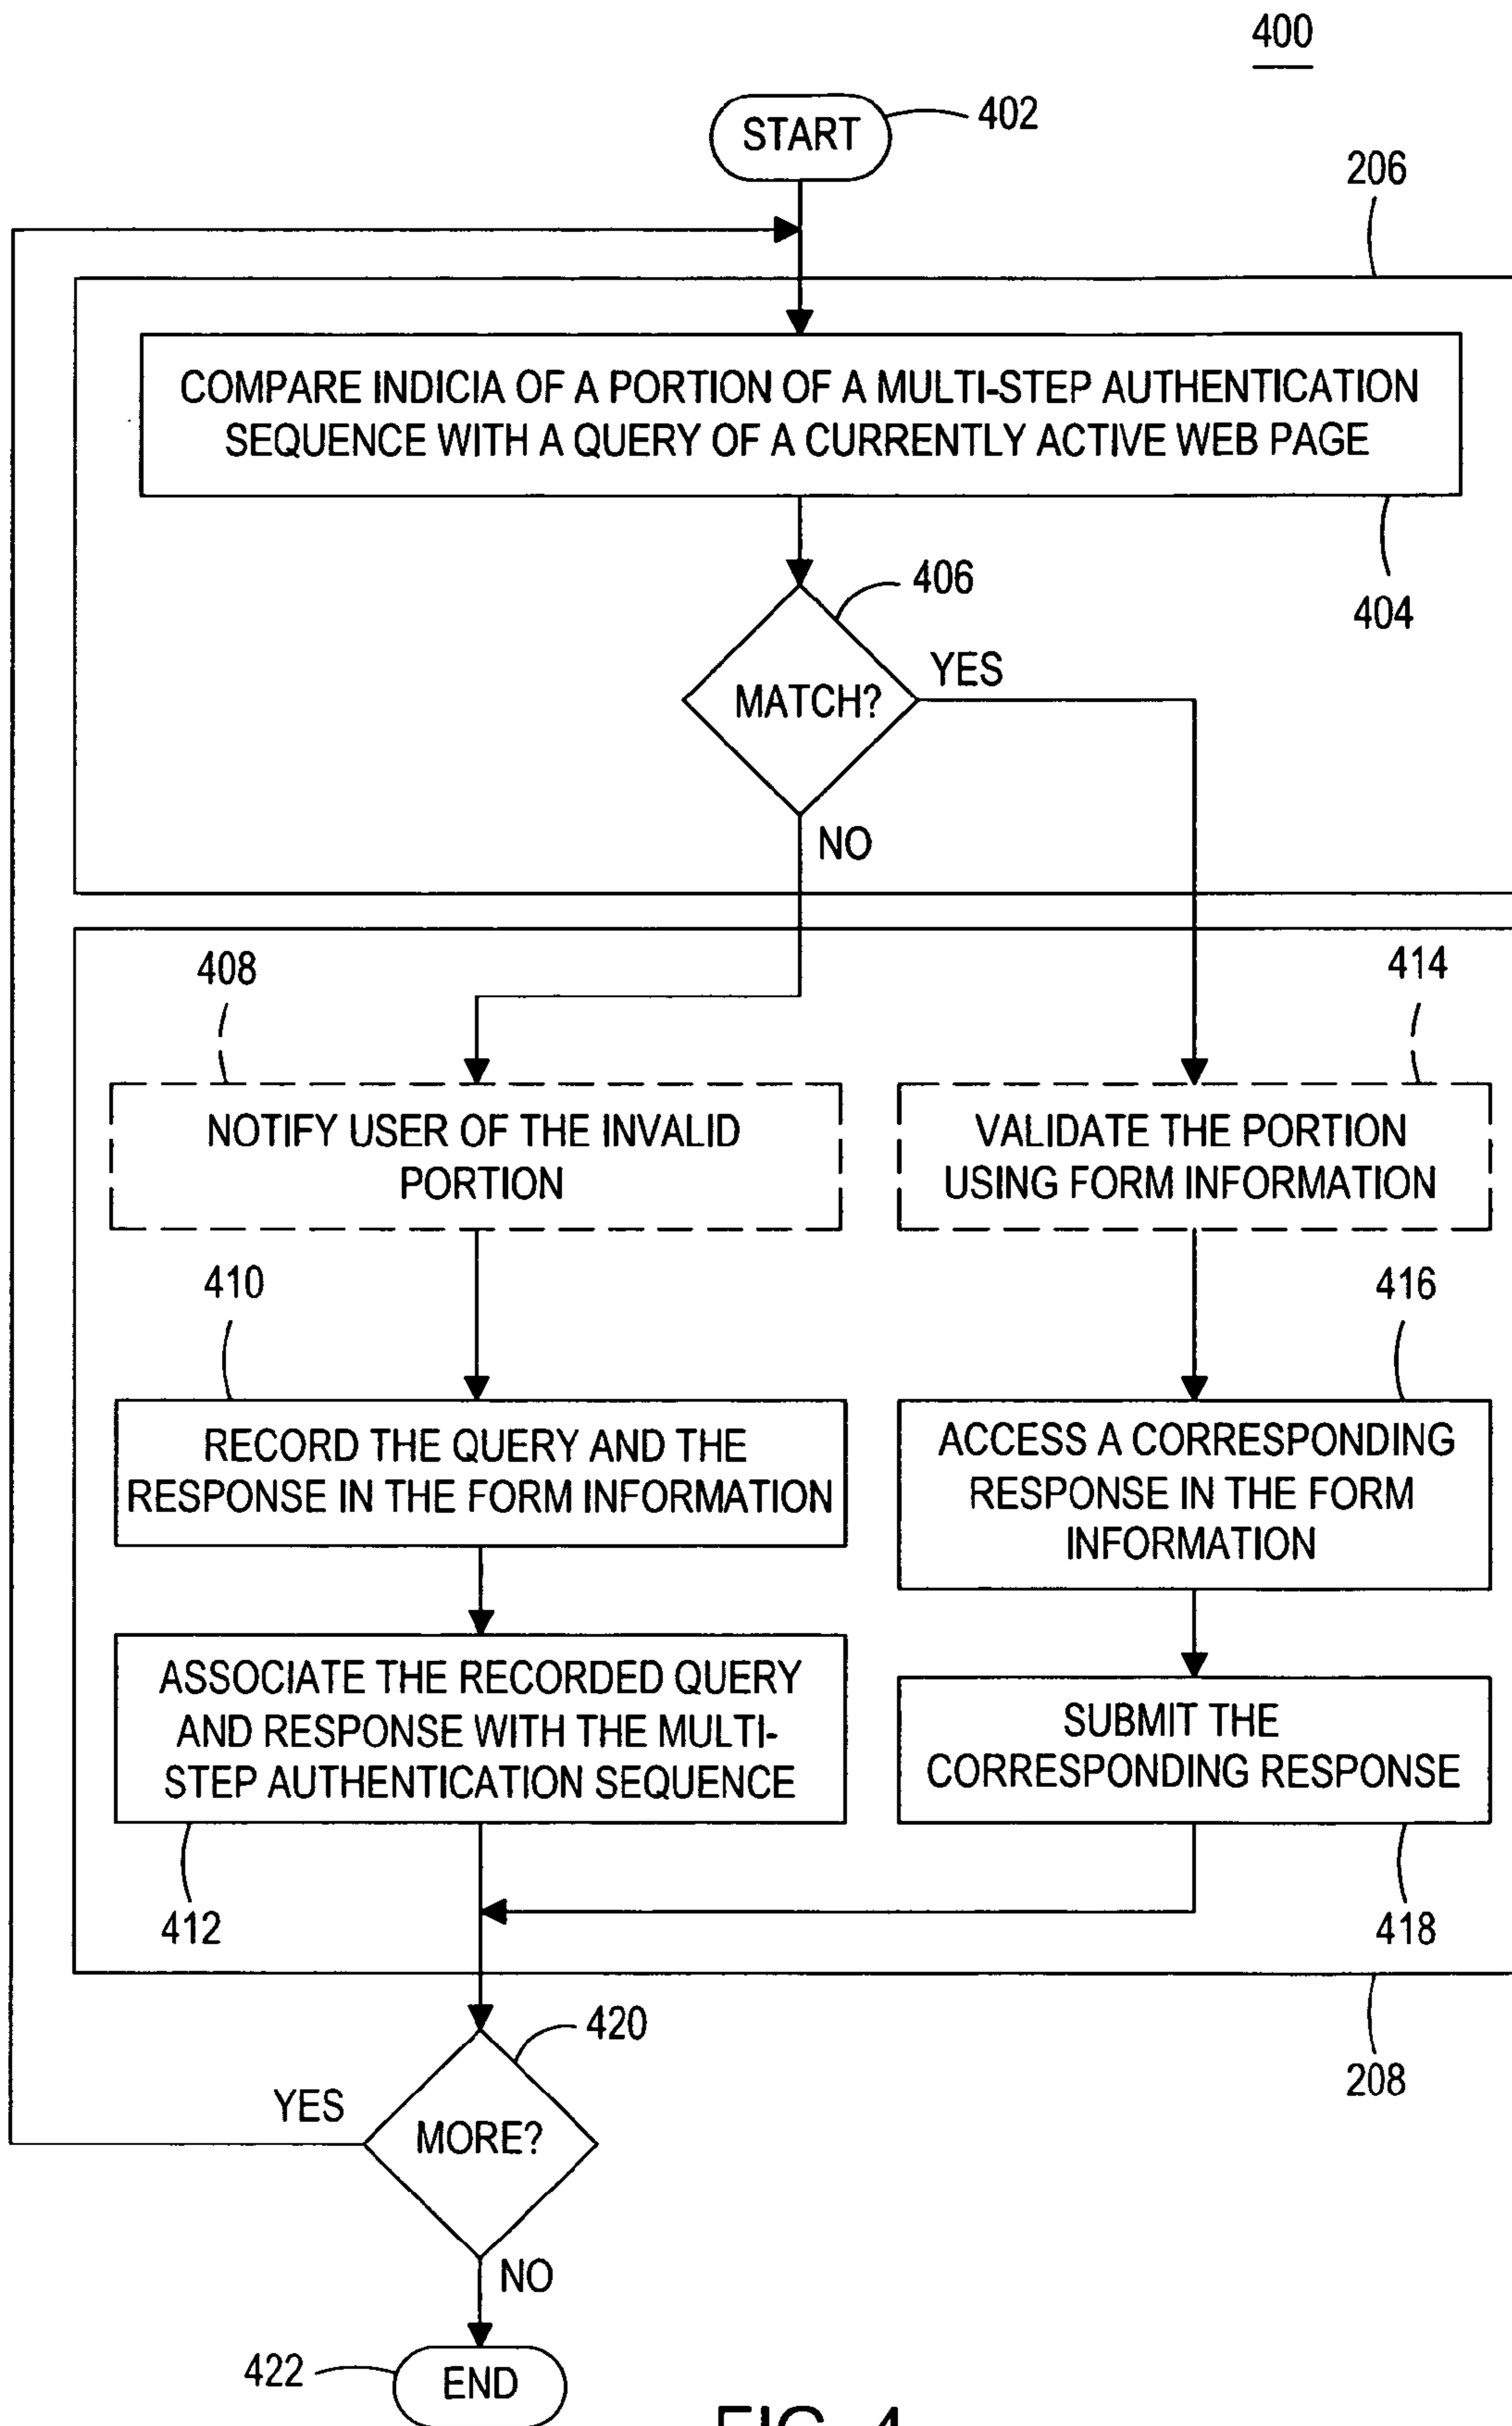 400
START
402
206
COMPARE INDICIA OF A PORTION OF A MULTI-STEP AUTHENTICATION
SEQUENCE WITH A QUERY OF A CURRENTLY ACTIVE WEB PAGE
404
406
MATCH?
YES
NO
408
414
NOTIFY USER OF THE INVALID
PORTION
VALIDATE THE PORTION
USING FORM INFORMATION
410
416
RECORD THE QUERY AND THE
RESPONSE IN THE FORM INFORMATION
ACCESS A CORRESPONDING
RESPONSE IN THE FORM
INFORMATION
ASSOCIATE THE RECORDED QUERY
AND RESPONSE WITH THE MULTI-
STEP AUTHENTICATION SEQUENCE
SUBMIT THE
CORRESPONDING RESPONSE
412
418
208
420
YES
MORE?
NO
422
END
FIG. 4